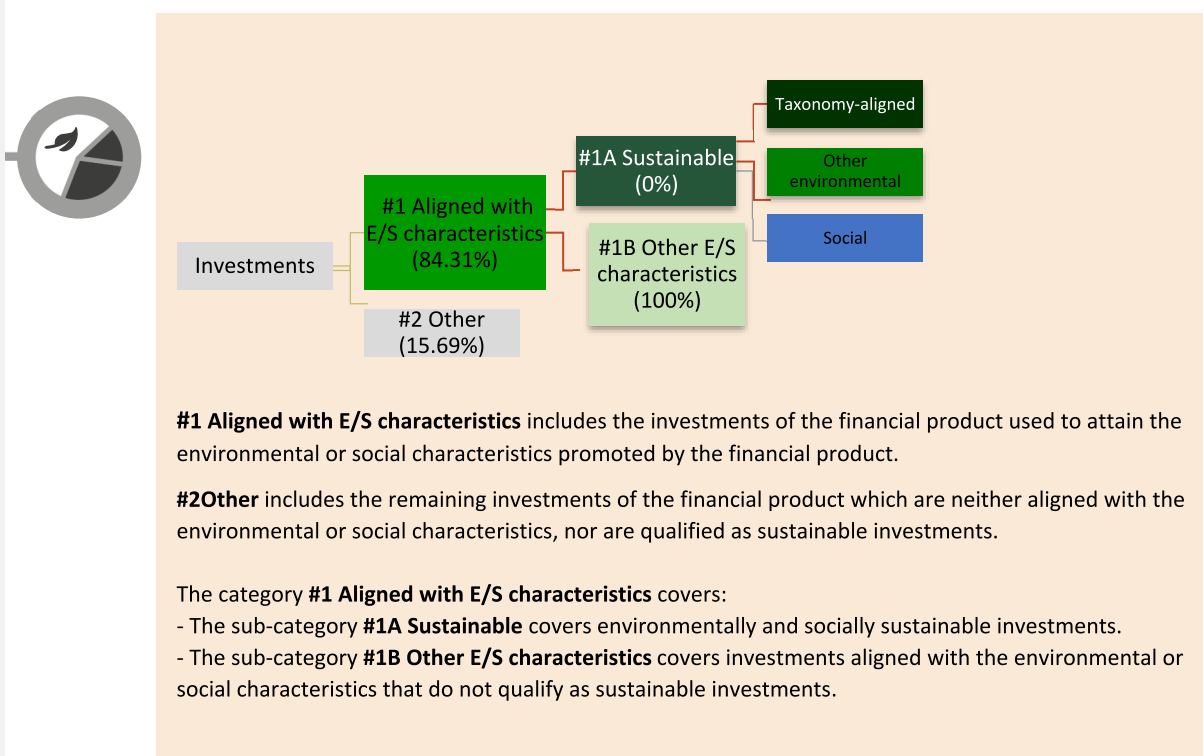 Taxonomy-aligned
#1A Sustainable
(0%)
Other
environmental
#1 Aligned with
E/S characteristics
(84.31%)
Social
#1B Other E/S
characteristics
(100%)
Investments
#2 Other
(15.69%)
#1 Aligned with E/S characteristics includes the investments of the financial product used to attain the
environmental or social characteristics promoted by the financial product.
#2Other includes the remaining investments of the financial product which are neither aligned with the
environmental or social characteristics, nor are qualified as sustainable investments.
The category #1 Aligned with E/S characteristics covers:
- The sub-category #1A Sustainable covers environmentally and socially sustainable investments.
- The sub-category #1B Other E/S characteristics covers investments aligned with the environmental or
social characteristics that do not qualify as sustainable investments.